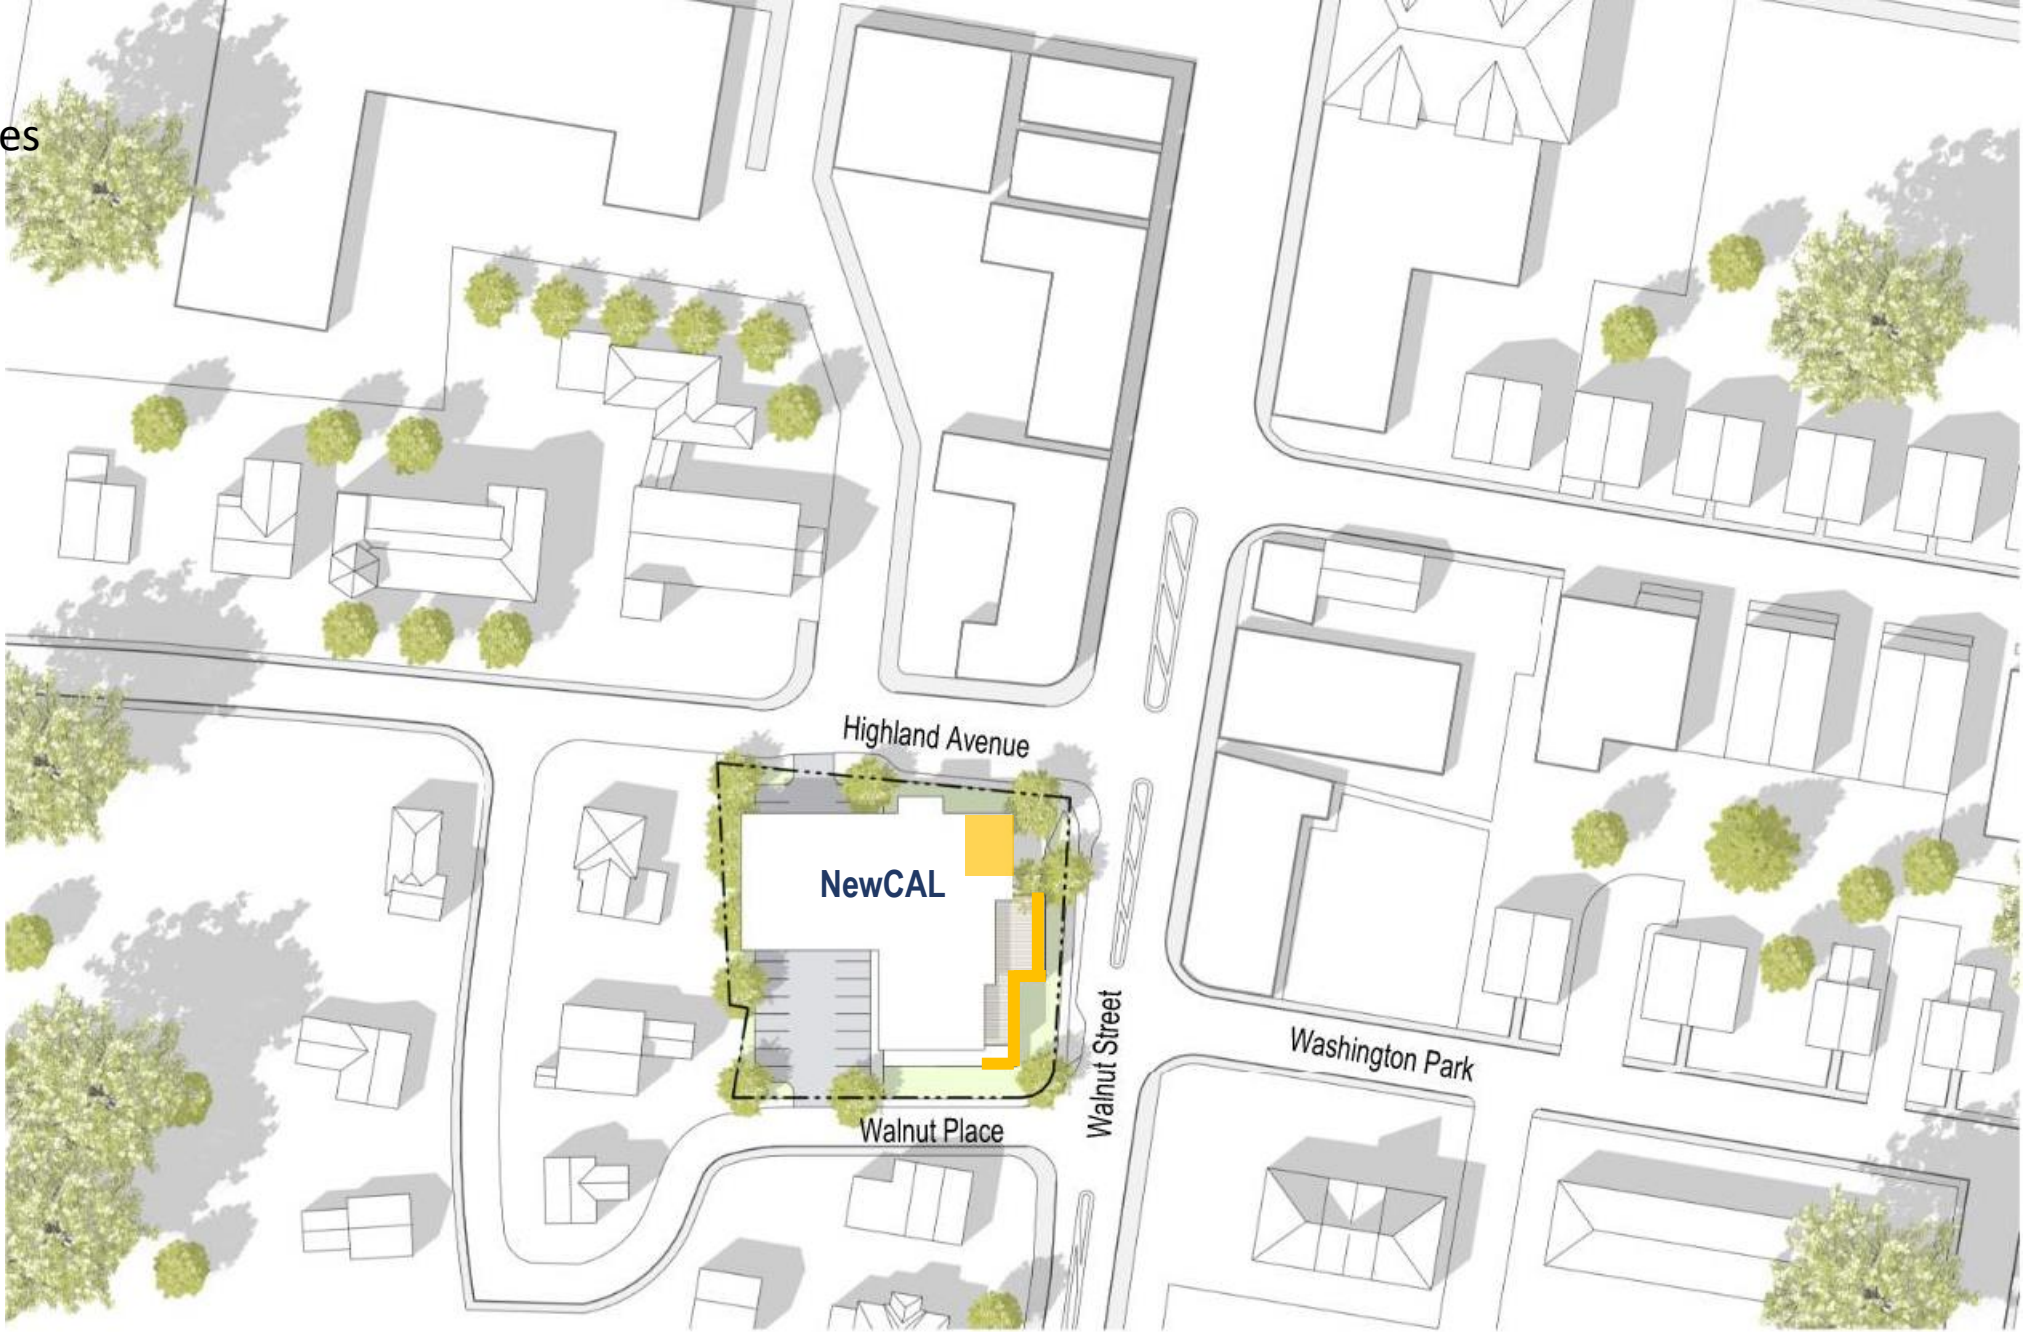 es
Highland Avenue
NewCAL
Walnut Street
Washington Park
Walnut Place